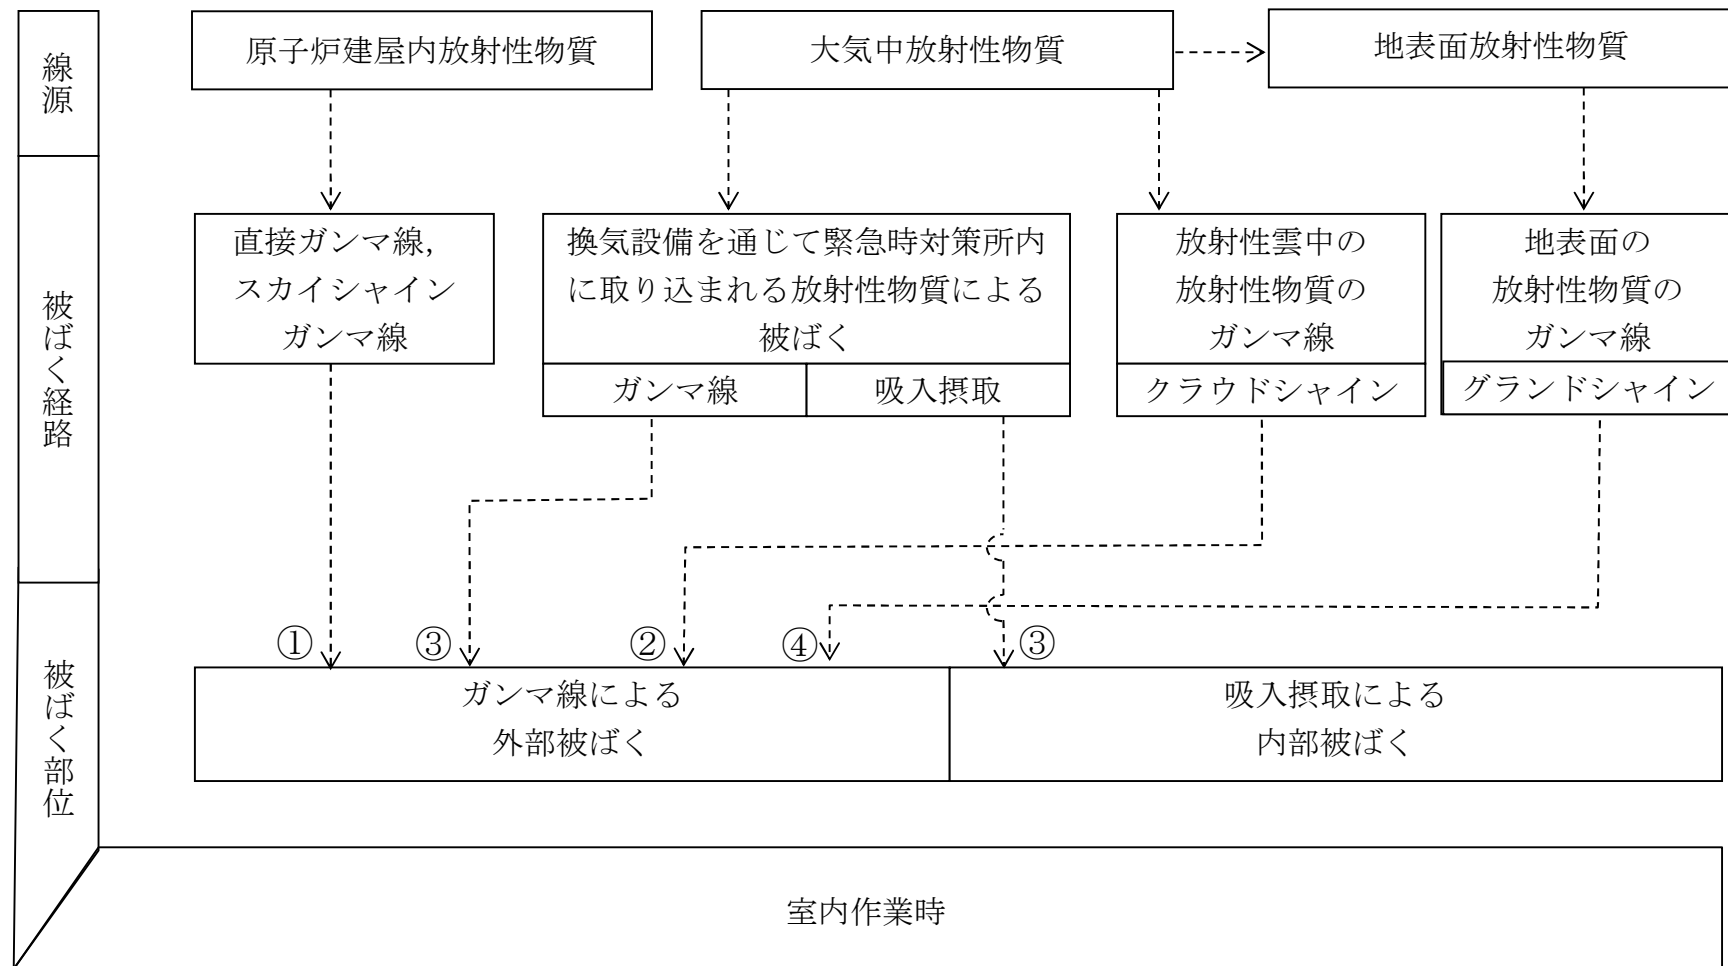 線源
原子炉建屋内放射性物質
大気中放射性物質
地表面放射性物質
被ばく経路
直接ガンマ線,
スカイシャイン
ガンマ線
換気設備を通じて緊急時対策所内
に取り込まれる放射性物質による
被ばく
ガンマ線
吸入摂取
放射性雲中の
放射性物質の
ガンマ線
クラウドシャイン
地表面の
放射性物質の
ガンマ線
グランドシャイン
被ばく部位
①
③
②
④
③
ガンマ線による
外部被ばく
吸入摂取による
内部被ばく
室内作業時